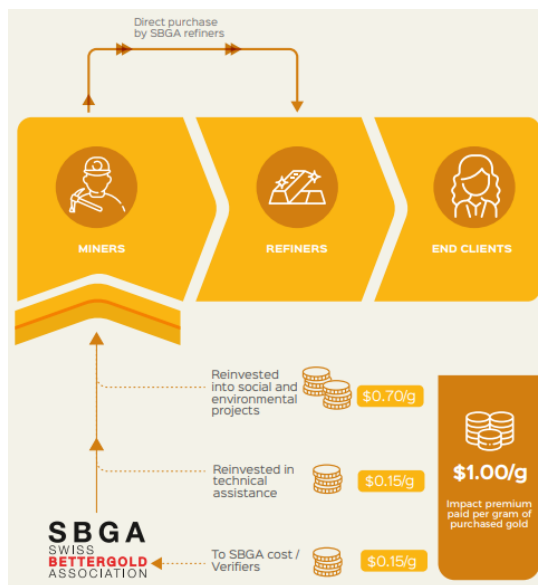 Direct purchase
by SBGA refiners
MINERS
REFINERS
END CLIENTS
Reinvested
into social and
environmental
projects
$0.70/g
Reinvested in
technical
assistance
$0.15/g
To SBGA cost /
Verifiers
$0.15/g
$1.00/g
Impact premium
paid per gram of
purchased gold
SBGA
SWISS
BETTERGOLD
ASSOCIATION